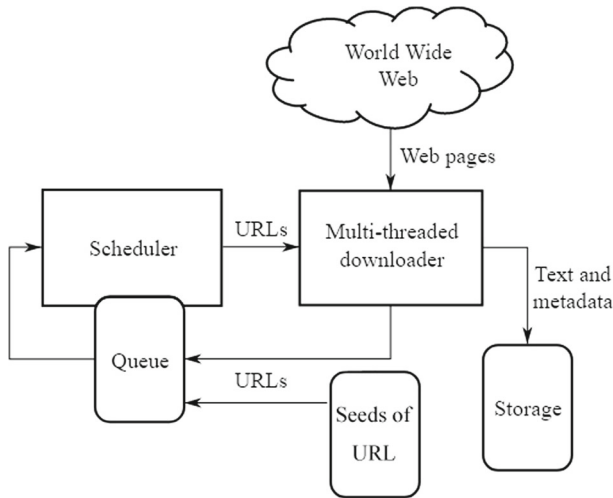 World Wide
Web
Web pages
Scheduler
URLs
Multi-threaded
downloader
Text and
metadata
Queue
URLs
Seeds of
URL
Storage